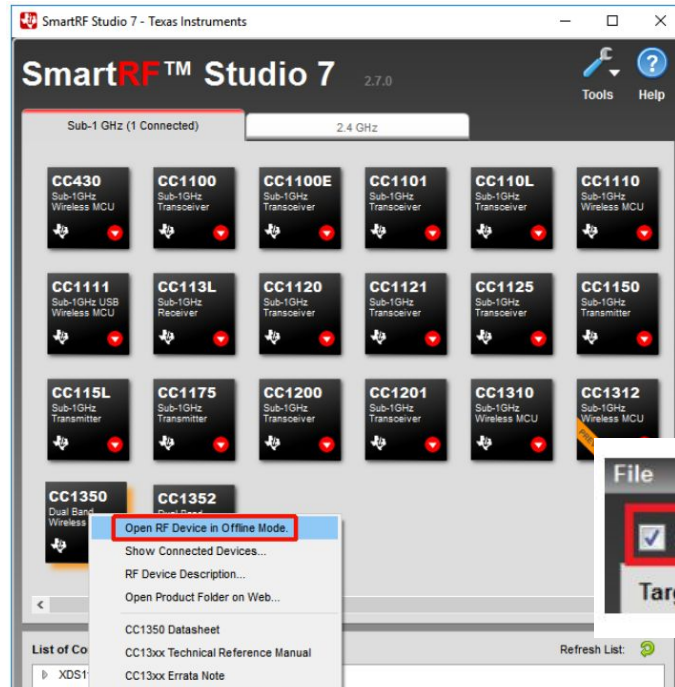 SmartRF Studio 7 - Texas Instruments
SmartRF™ Studio 7 2.7.0
Tools Help
Sub-1 GHz (1 Connected) 2.4 GHz
CC430
Sub-1GHz
Wireless MCU
CC1100
Sub-1GHz
Transceiver
CC1100E
Sub-1GHz
Transceiver
CC1101
Sub-1GHz
Transceiver
CC110L
Sub-1GHz
Transceiver
CC1110
Sub-1GHz
Wireless MCU
CC1111
Sub-1GHz USB
Wireless MCU
CC113L
Sub-1GHz
Receiver
CC1120
Sub-1GHz
Transceiver
CC1121
Sub-1GHz
Transceiver
CC1125
Sub-1GHz
Transceiver
CC1150
Sub-1GHz
Transmitter
CC115L
Sub-1GHz
Transmitter
CC1175
Sub-1GHz
Transmitter
CC1200
Sub-1GHz
Transceiver
CC1201
Sub-1GHz
Transceiver
CC1310
Sub-1GHz
Wireless MCU
CC1312
Sub-1GHz
Wireless MCU
File
CC1350
Dual Band
Wireless
CC1352
Dual Band
Open RF Device in Offline Mode.
Show Connected Devices...
RF Device Description...
Open Product Folder on Web...
CC1350 Datasheet
CC13xx Technical Reference Manual
CC13xx Errata Note
List of Co
Refresh List:
XDS1